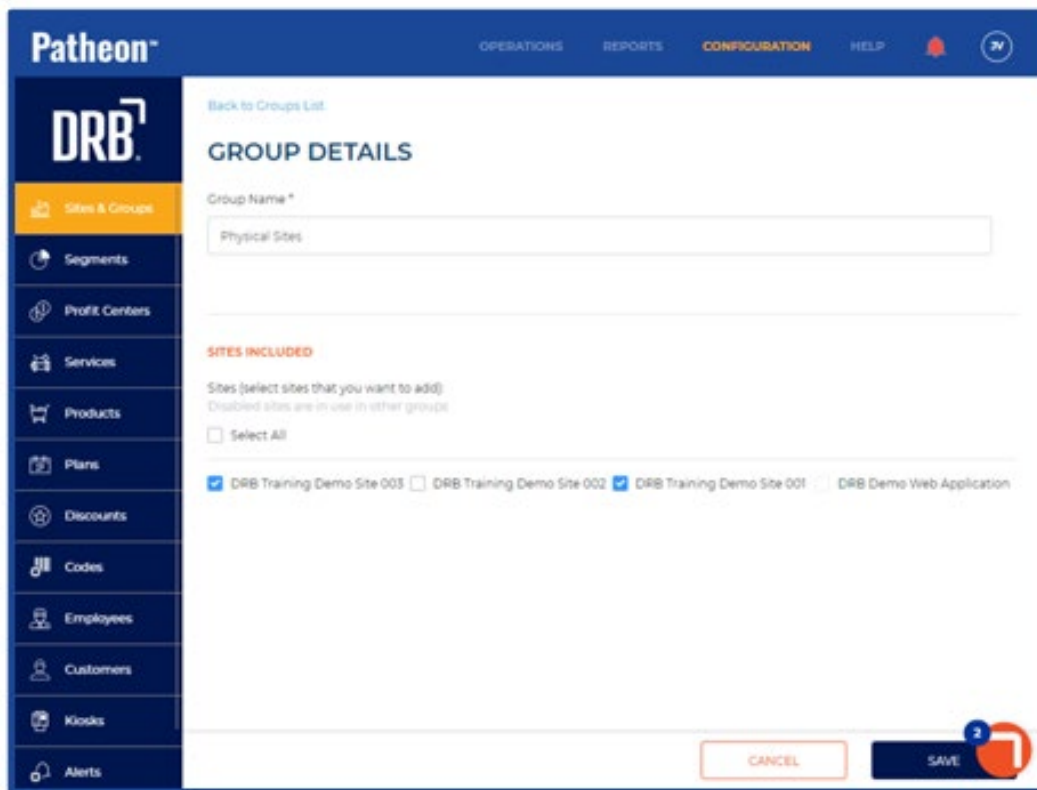 Patheon™
OPERATIONS REPORTS CONFIGURATION HELP JV
DRB.
Back to Groups List
GROUP DETAILS
Group Name *
Physical Sites
SITES INCLUDED
Sites (select sites that you want to add):
Disabled sites are in use in other groups
Select All
DRB Training Demo Site 003 DRB Training Demo Site 002 DRB Training Demo Site 001 DRB Demo Web Application
Sites & Groups
Segments
Profit Centers
Services
Products
Plans
Discounts
Codes
Employees
Customers
Kiosks
Alerts
CANCEL SAVE 2